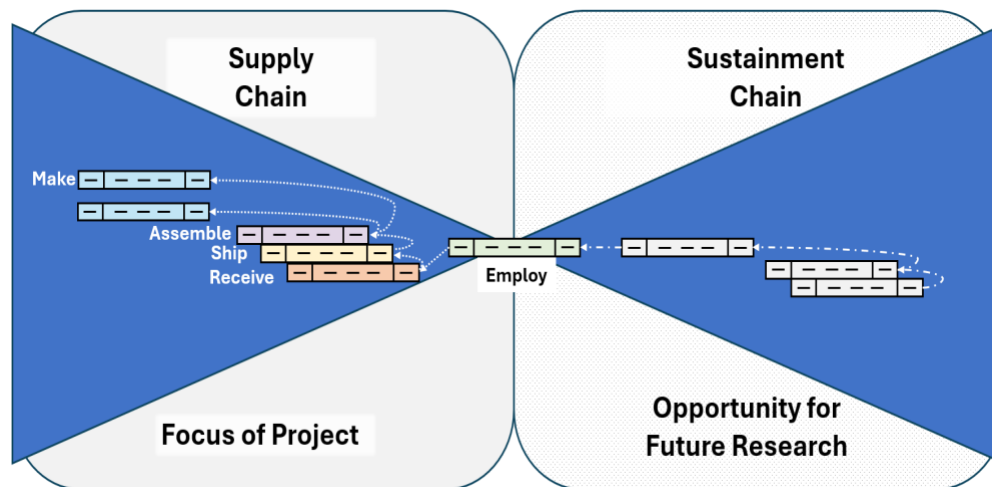 Supply
Chain
Sustainment
Chain
Make
Assemble
Ship
Receive
Employ
Focus of Project
Opportunity for
Future Research